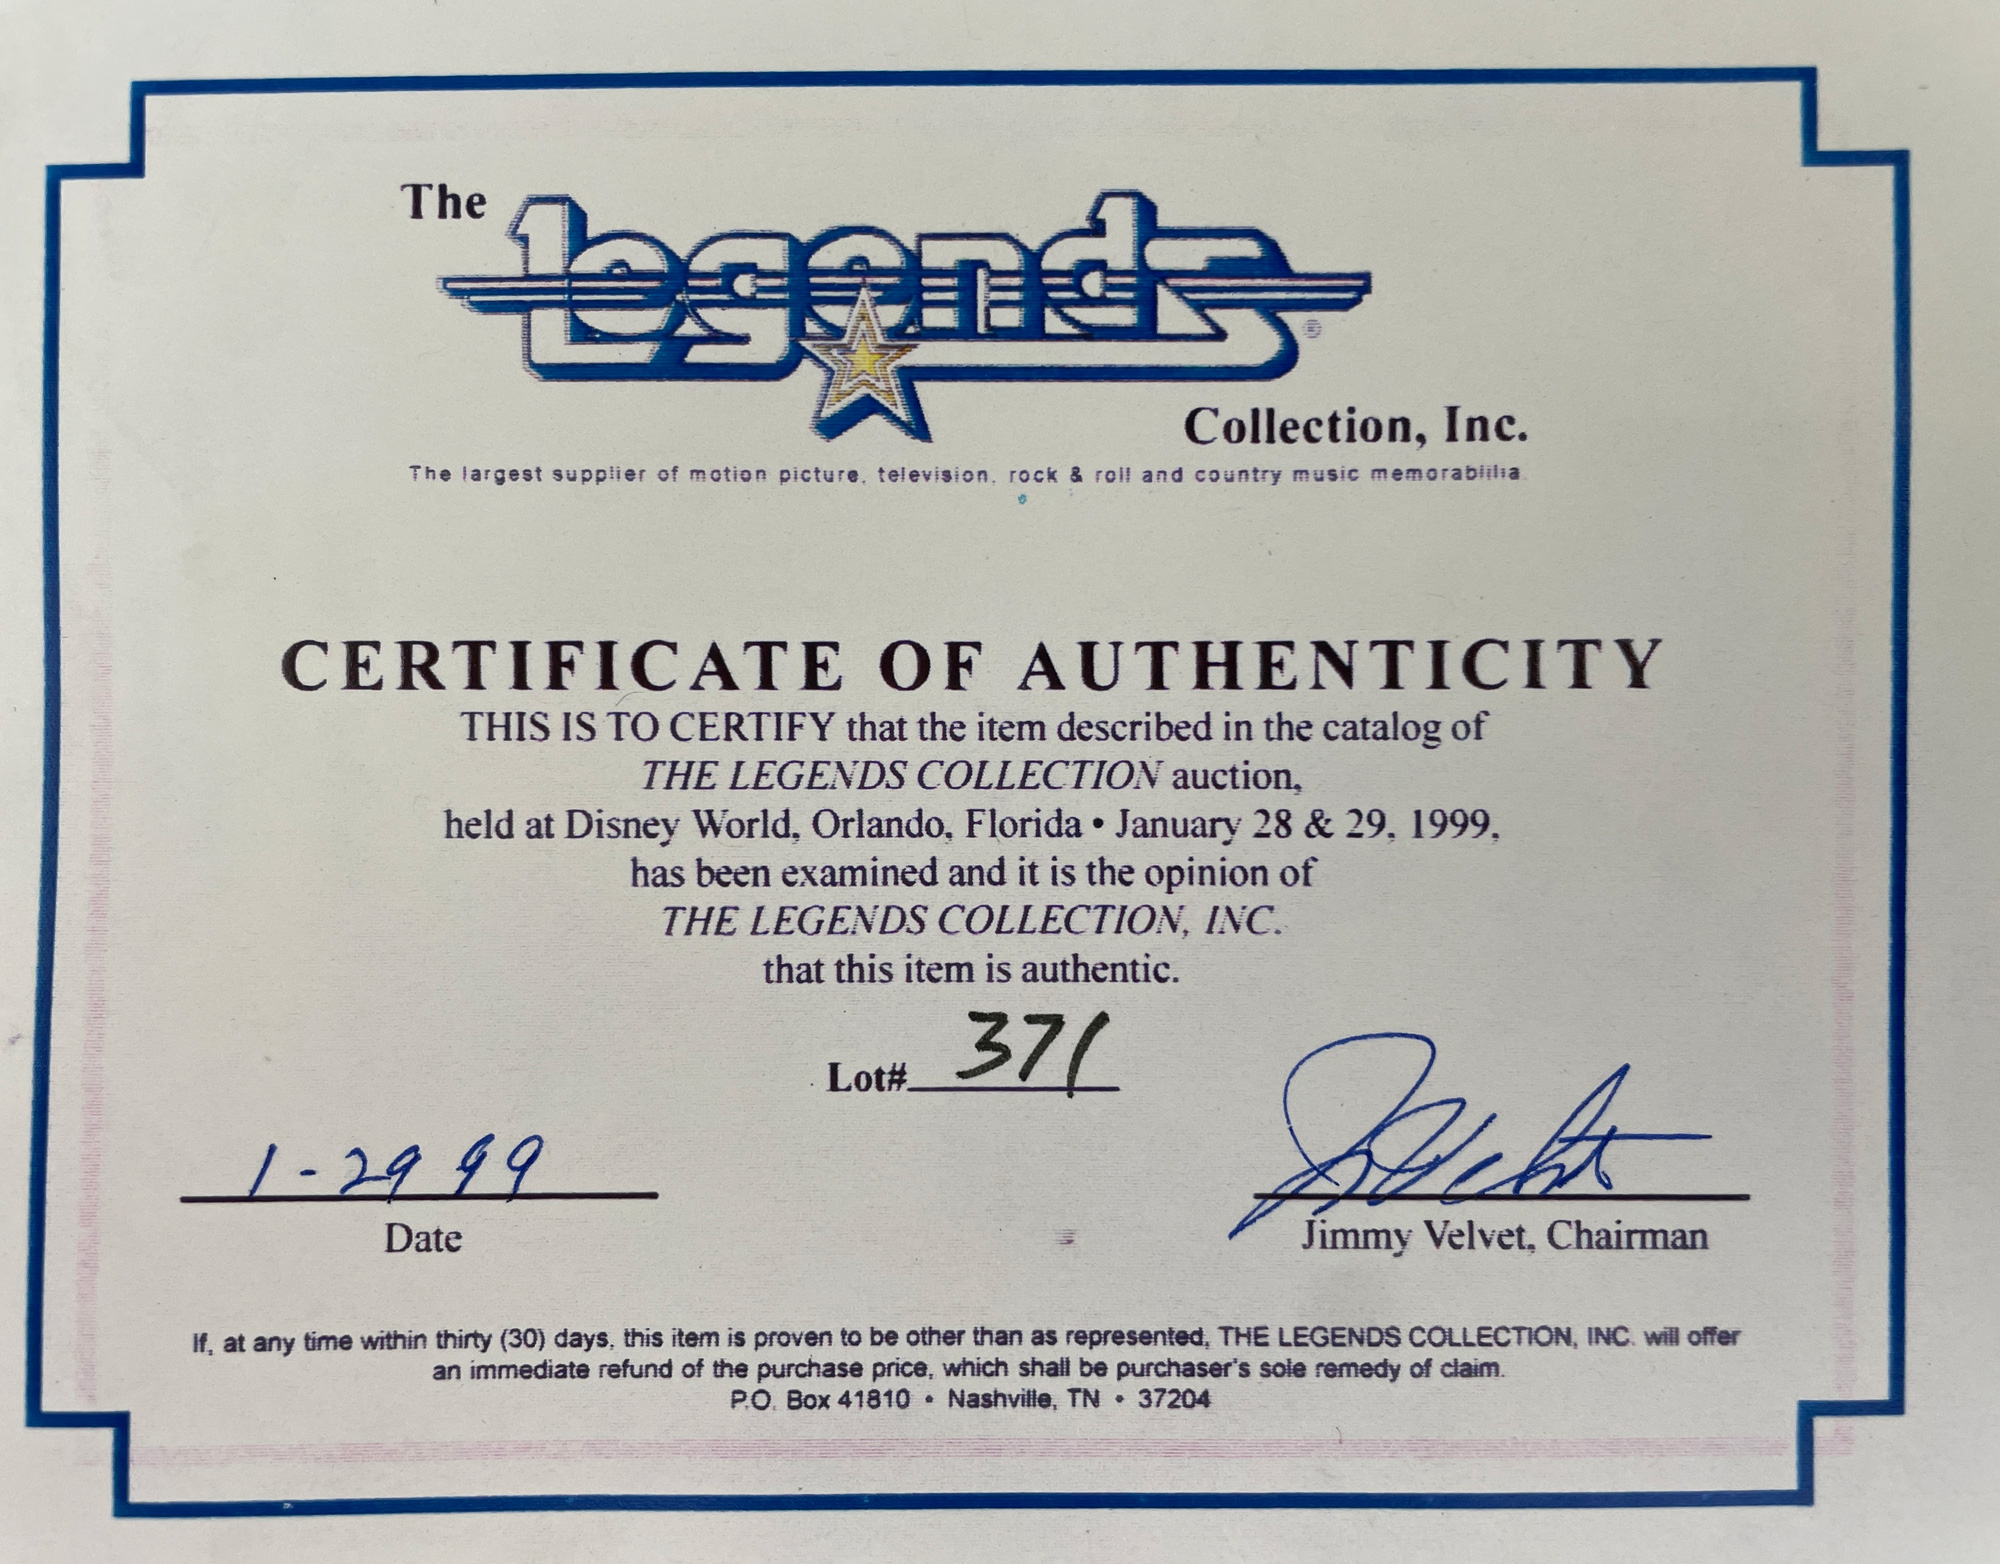 The
legends ®
Collection, Inc.
The largest supplier of motion picture, television, rock & roll and country music memorabilia
CERTIFICATE OF AUTHENTICITY
THIS IS TO CERTIFY that the item described in the catalog of
THE LEGENDS COLLECTION auction,
held at Disney World, Orlando, Florida • January 28 & 29, 1999,
has been examined and it is the opinion of
THE LEGENDS COLLECTION, INC.
that this item is authentic.
Lot# 371
1-29 99
Date
Jimmy Velvet, Chairman
If, at any time within thirty (30) days, this item is proven to be other than as represented, THE LEGENDS COLLECTION, INC. will offer
an immediate refund of the purchase price, which shall be purchaser's sole remedy of claim.
P.O. Box 41810 • Nashville, TN • 37204